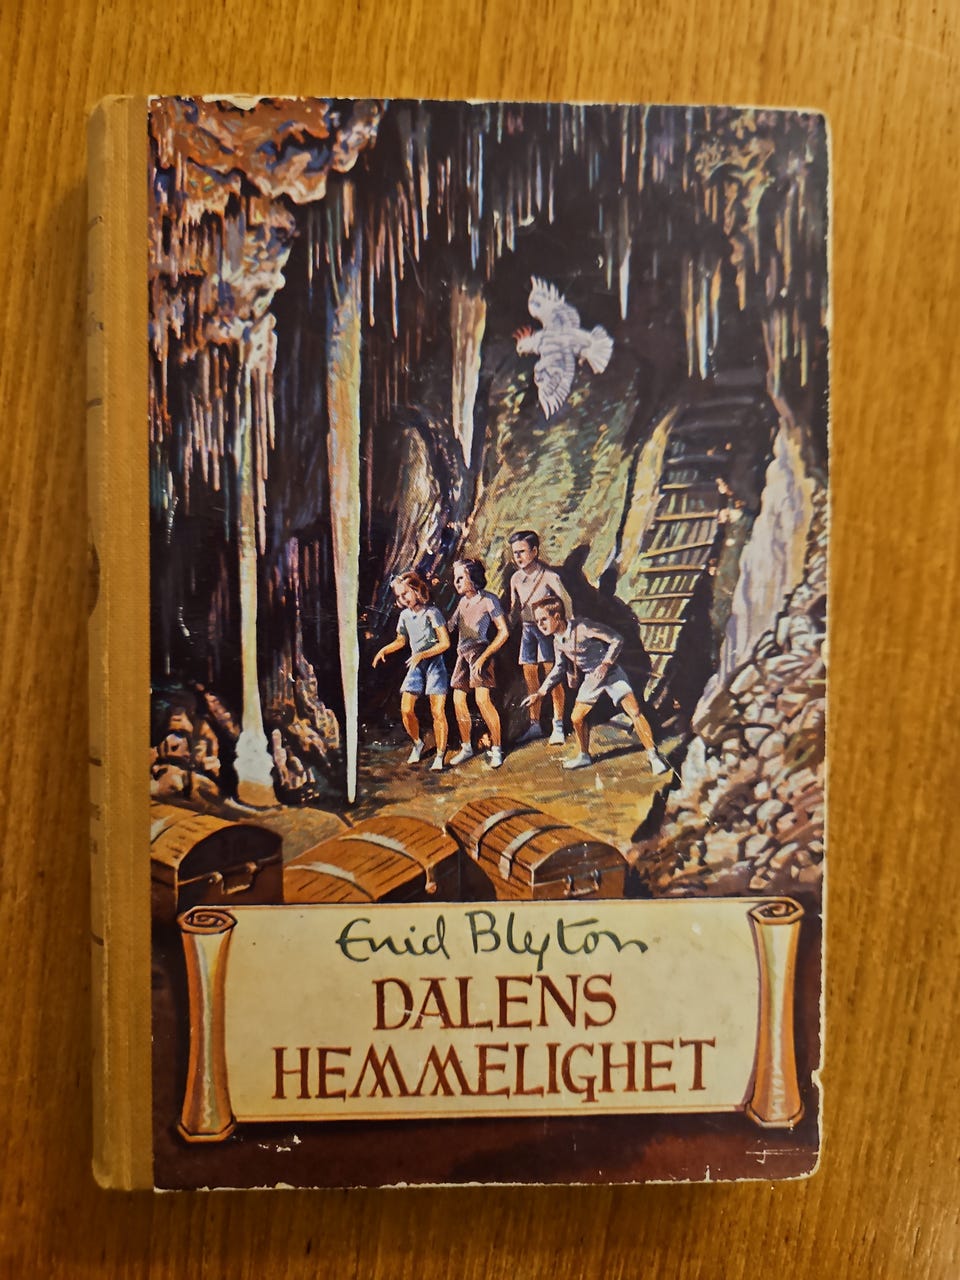 Enid Blyton
DALENS
HEMMELIGHET